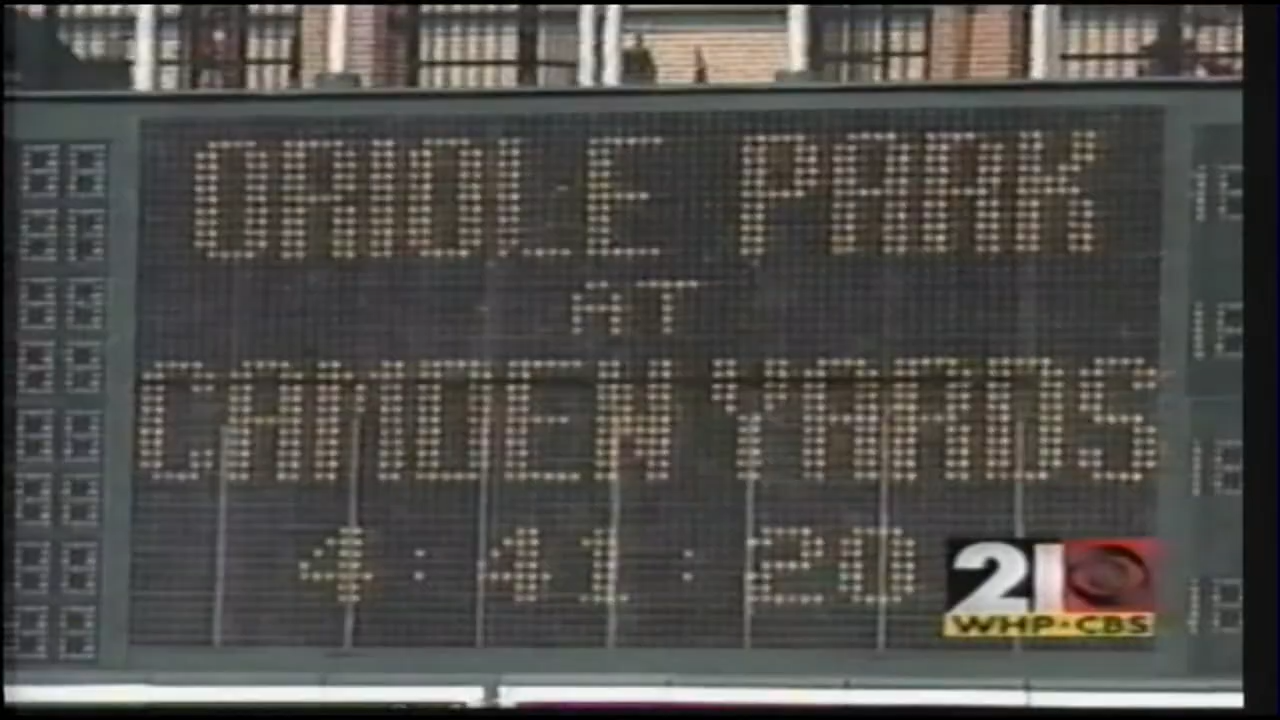 ORIOLE PARK
AT
CAMDEN YARDS
4:41:20
21
WHP·CBS